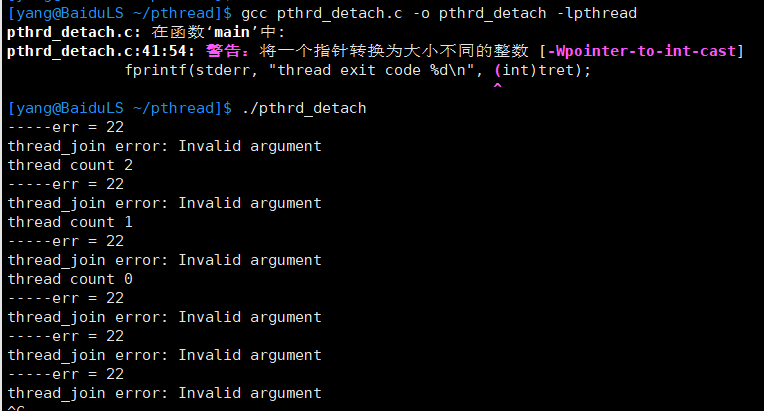 [yang@BaiduLS ~/pthread]$ gcc pthrd_detach.c -o pthrd_detach -lpthread
pthrd_detach.c: 在函数‘main’中:
pthrd_detach.c:41:54: 警告：将一个指针转换为大小不同的整数 [-Wpointer-to-int-cast]
fprintf(stderr, "thread exit code %d\n", (int)tret);
^
[yang@BaiduLS ~/pthread]$ ./pthrd_detach
-----err = 22
thread_join error: Invalid argument
thread count 2
-----err = 22
thread_join error: Invalid argument
thread count 1
-----err = 22
thread_join error: Invalid argument
thread count 0
-----err = 22
thread_join error: Invalid argument
-----err = 22
thread_join error: Invalid argument
-----err = 22
thread_join error: Invalid argument
^C